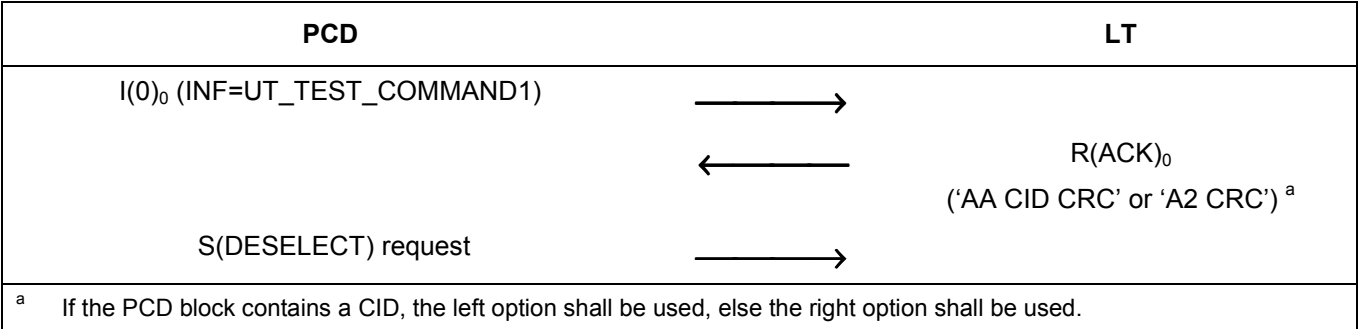 PCD LT
I(0)₀ (INF=UT_TEST_COMMAND1)
R(ACK)₀
(‘AA CID CRC’ or ‘A2 CRC’) ᵃ
S(DESELECT) request
ᵃ If the PCD block contains a CID, the left option shall be used, else the right option shall be used.